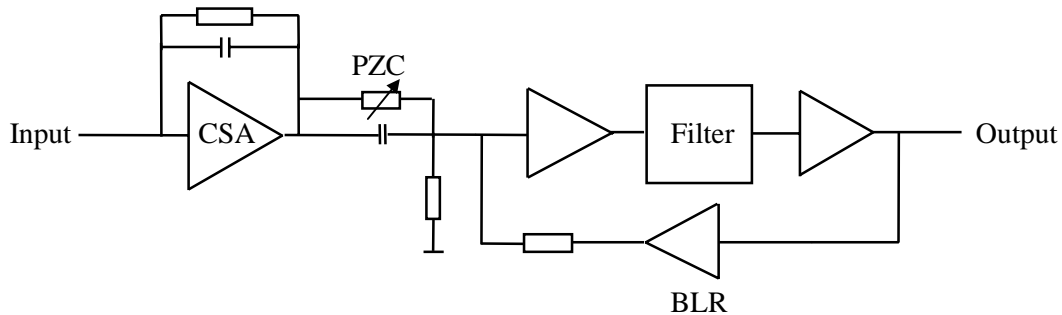 PZC
Input
CSA
Filter
Output
BLR